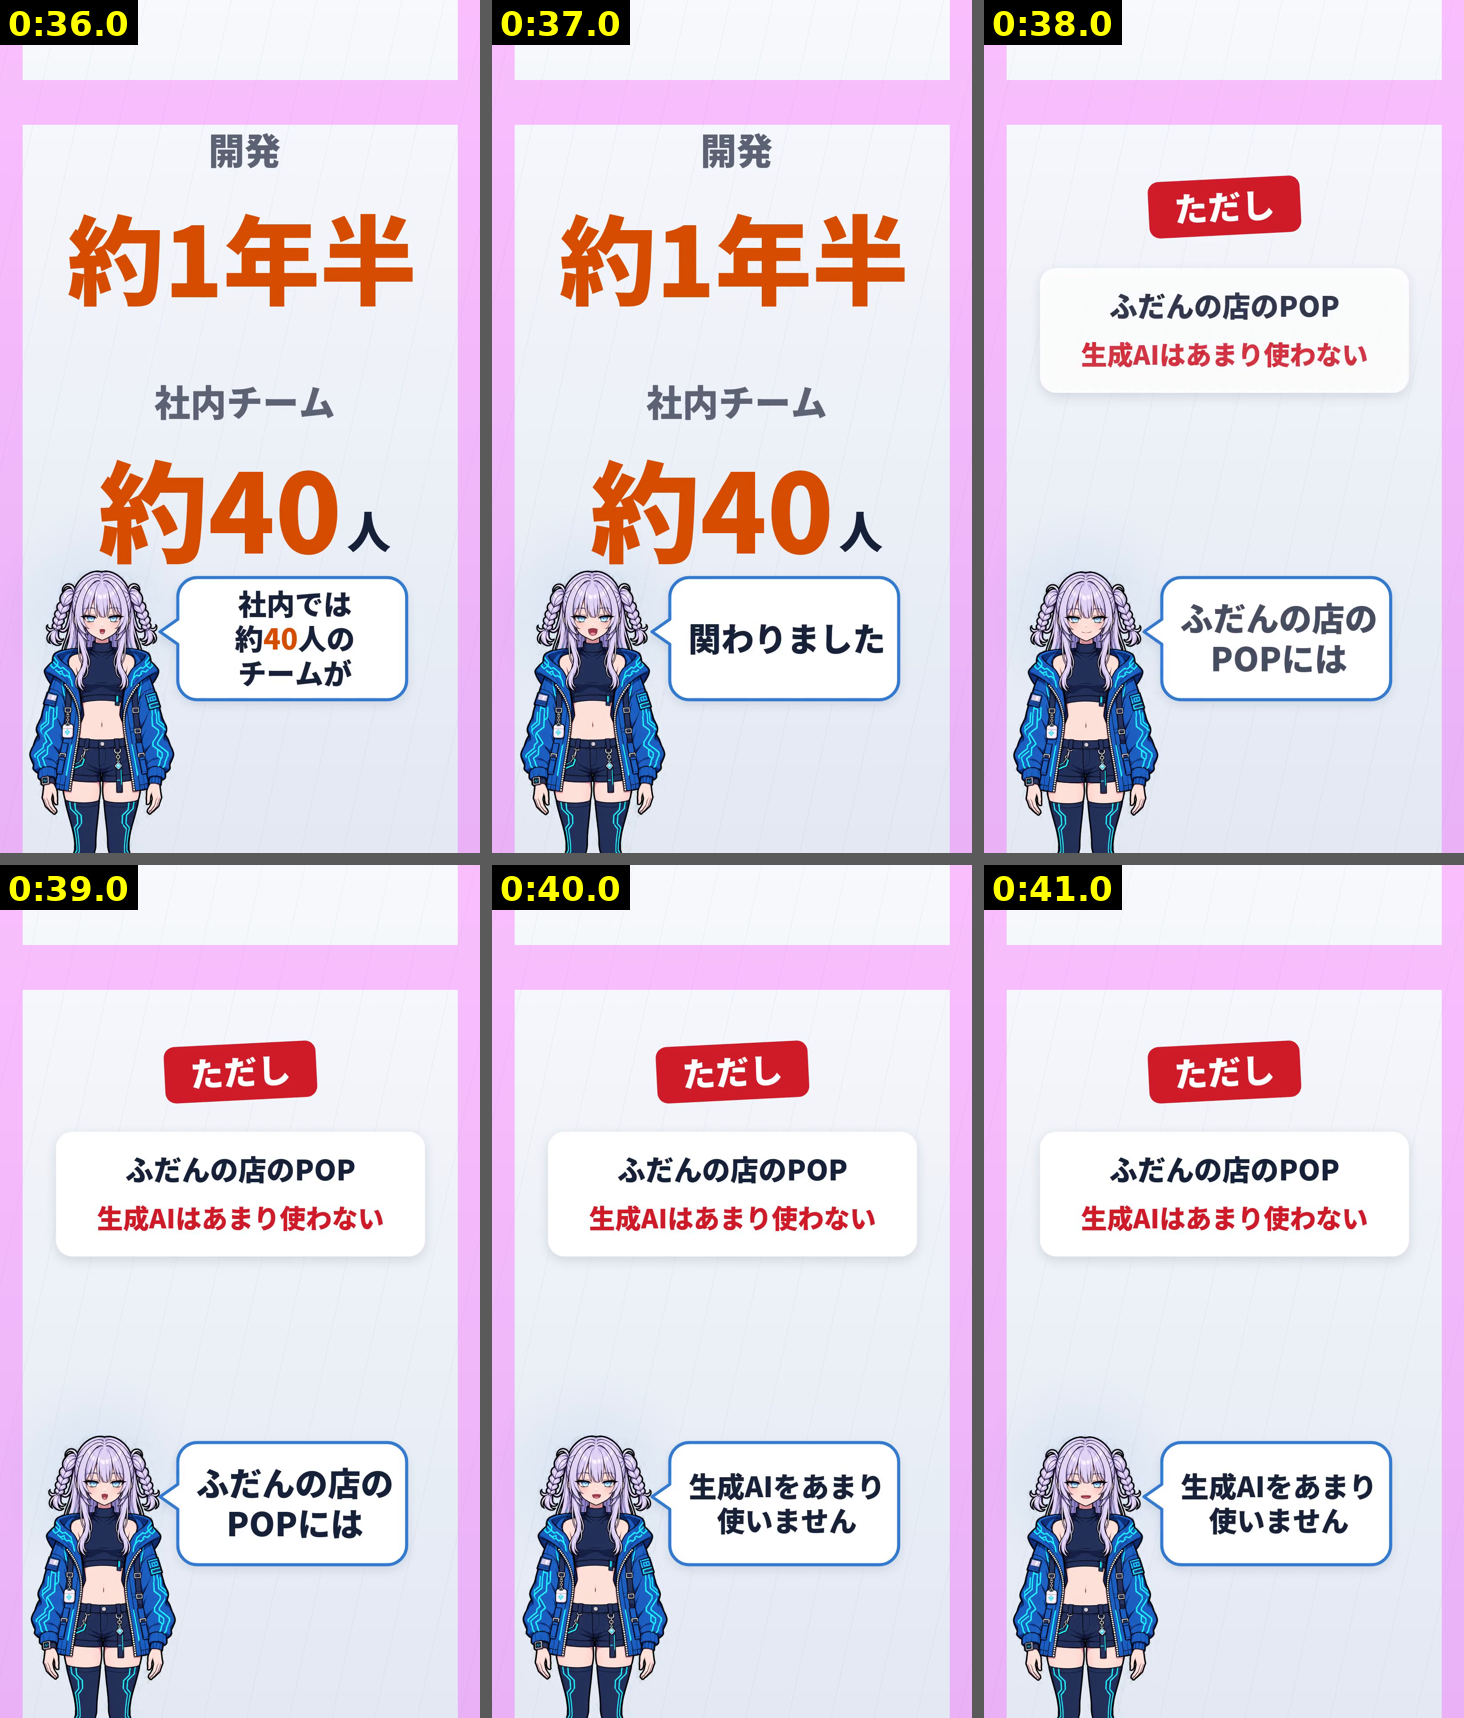 0:36.0
開発
約1年半
社内チーム
約40人
社内では
約40人の
チームが
0:37.0
開発
約1年半
社内チーム
約40人
関わりました
0:38.0
ただし
ふだんの店のPOP
生成AIはあまり使わない
ふだんの店の
POPには
0:39.0
ただし
ふだんの店のPOP
生成AIはあまり使わない
ふだんの店の
POPには
0:40.0
ただし
ふだんの店のPOP
生成AIはあまり使わない
生成AIをあまり
使いません
0:41.0
ただし
ふだんの店のPOP
生成AIはあまり使わない
生成AIをあまり
使いません